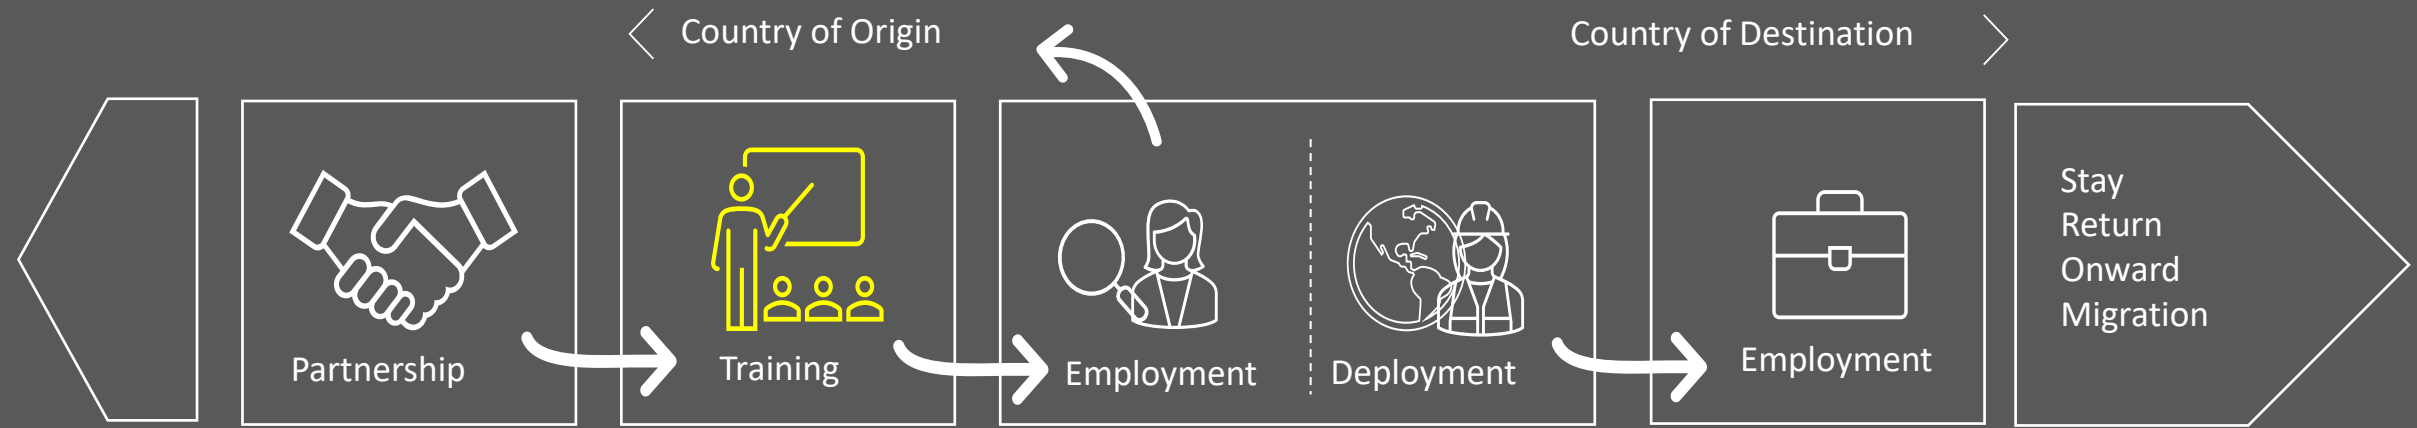 Country of Origin
Country of Destination
Partnership
Training
Employment
Deployment
Employment
Stay
Return
Onward
Migration